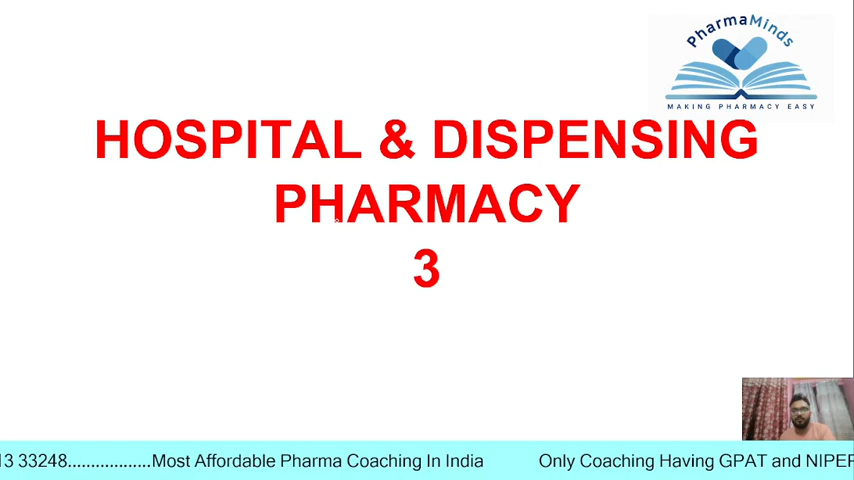 PharmaMinds
MAKING PHARMACY EASY
HOSPITAL & DISPENSING
PHARMACY
3
13 33248..................Most Affordable Pharma Coaching In India
Only Coaching Having GPAT and NIPER